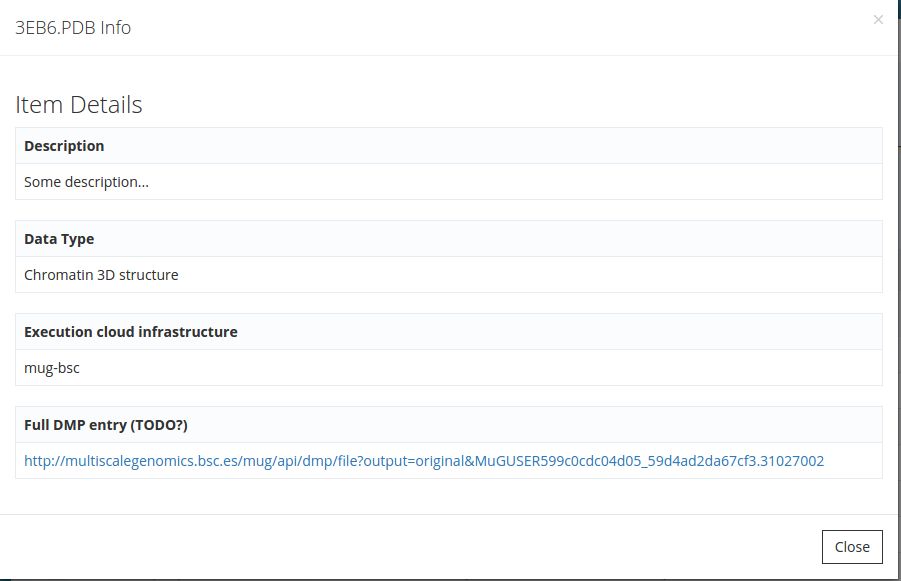 3EB6.PDB Info
×
Item Details
Description
Some description...
Data Type
Chromatin 3D structure
Execution cloud infrastructure
mug-bsc
Full DMP entry (TODO?)
http://multiscalegenomics.bsc.es/mug/api/dmp/file?output=original&MuGUSER599c0cdc04d05_59d4ad2da67cf3.31027002
Close